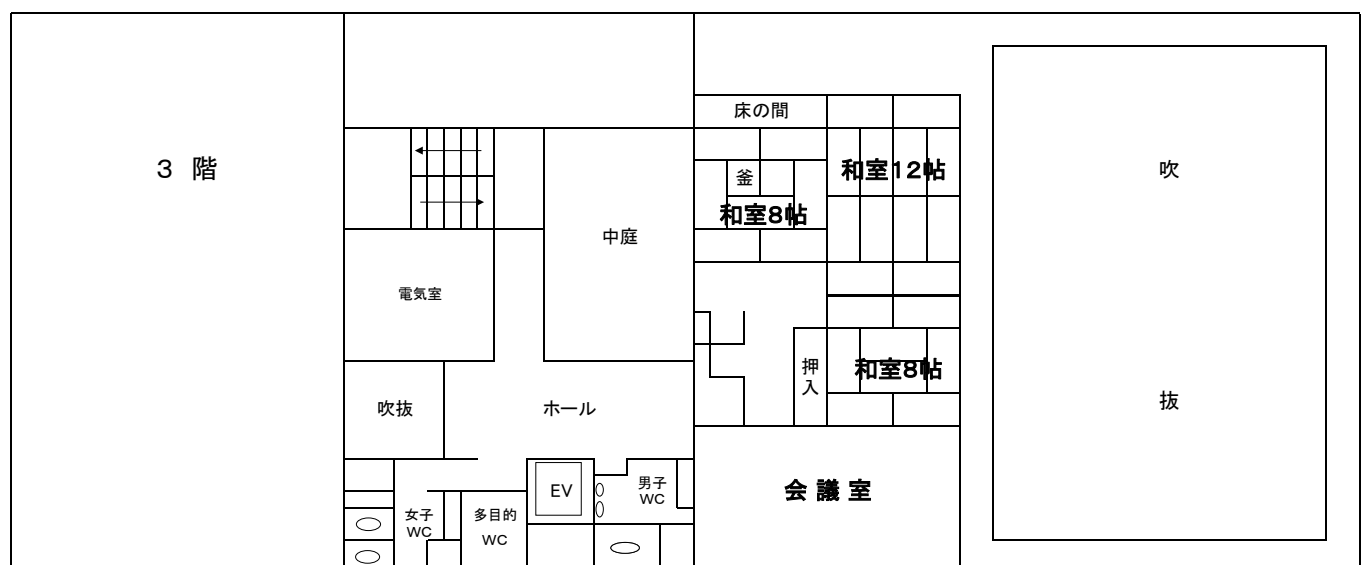 ３ 階
床の間
釜
和室12帖
和室8帖
中庭
電気室
吹
抜
押
入
和室8帖
吹抜
ホール
会 議 室
EV
男子
WC
女子
WC
多目的
WC